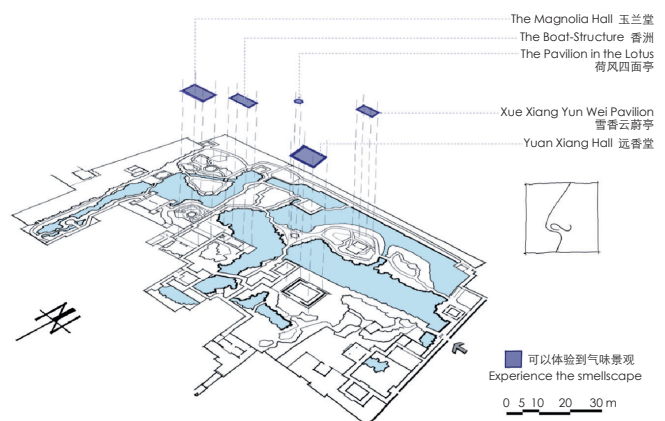 The Magnolia Hall 玉兰堂
The Boat-Structure 香洲
The Pavilion in the Lotus
荷风四面亭
Xue Xiang Yun Wei Pavilion
雪香云蔚亭
Yuan Xiang Hall 远香堂
N
可以体验到气味景观
Experience the smellscape
0 5 10 20 30 m